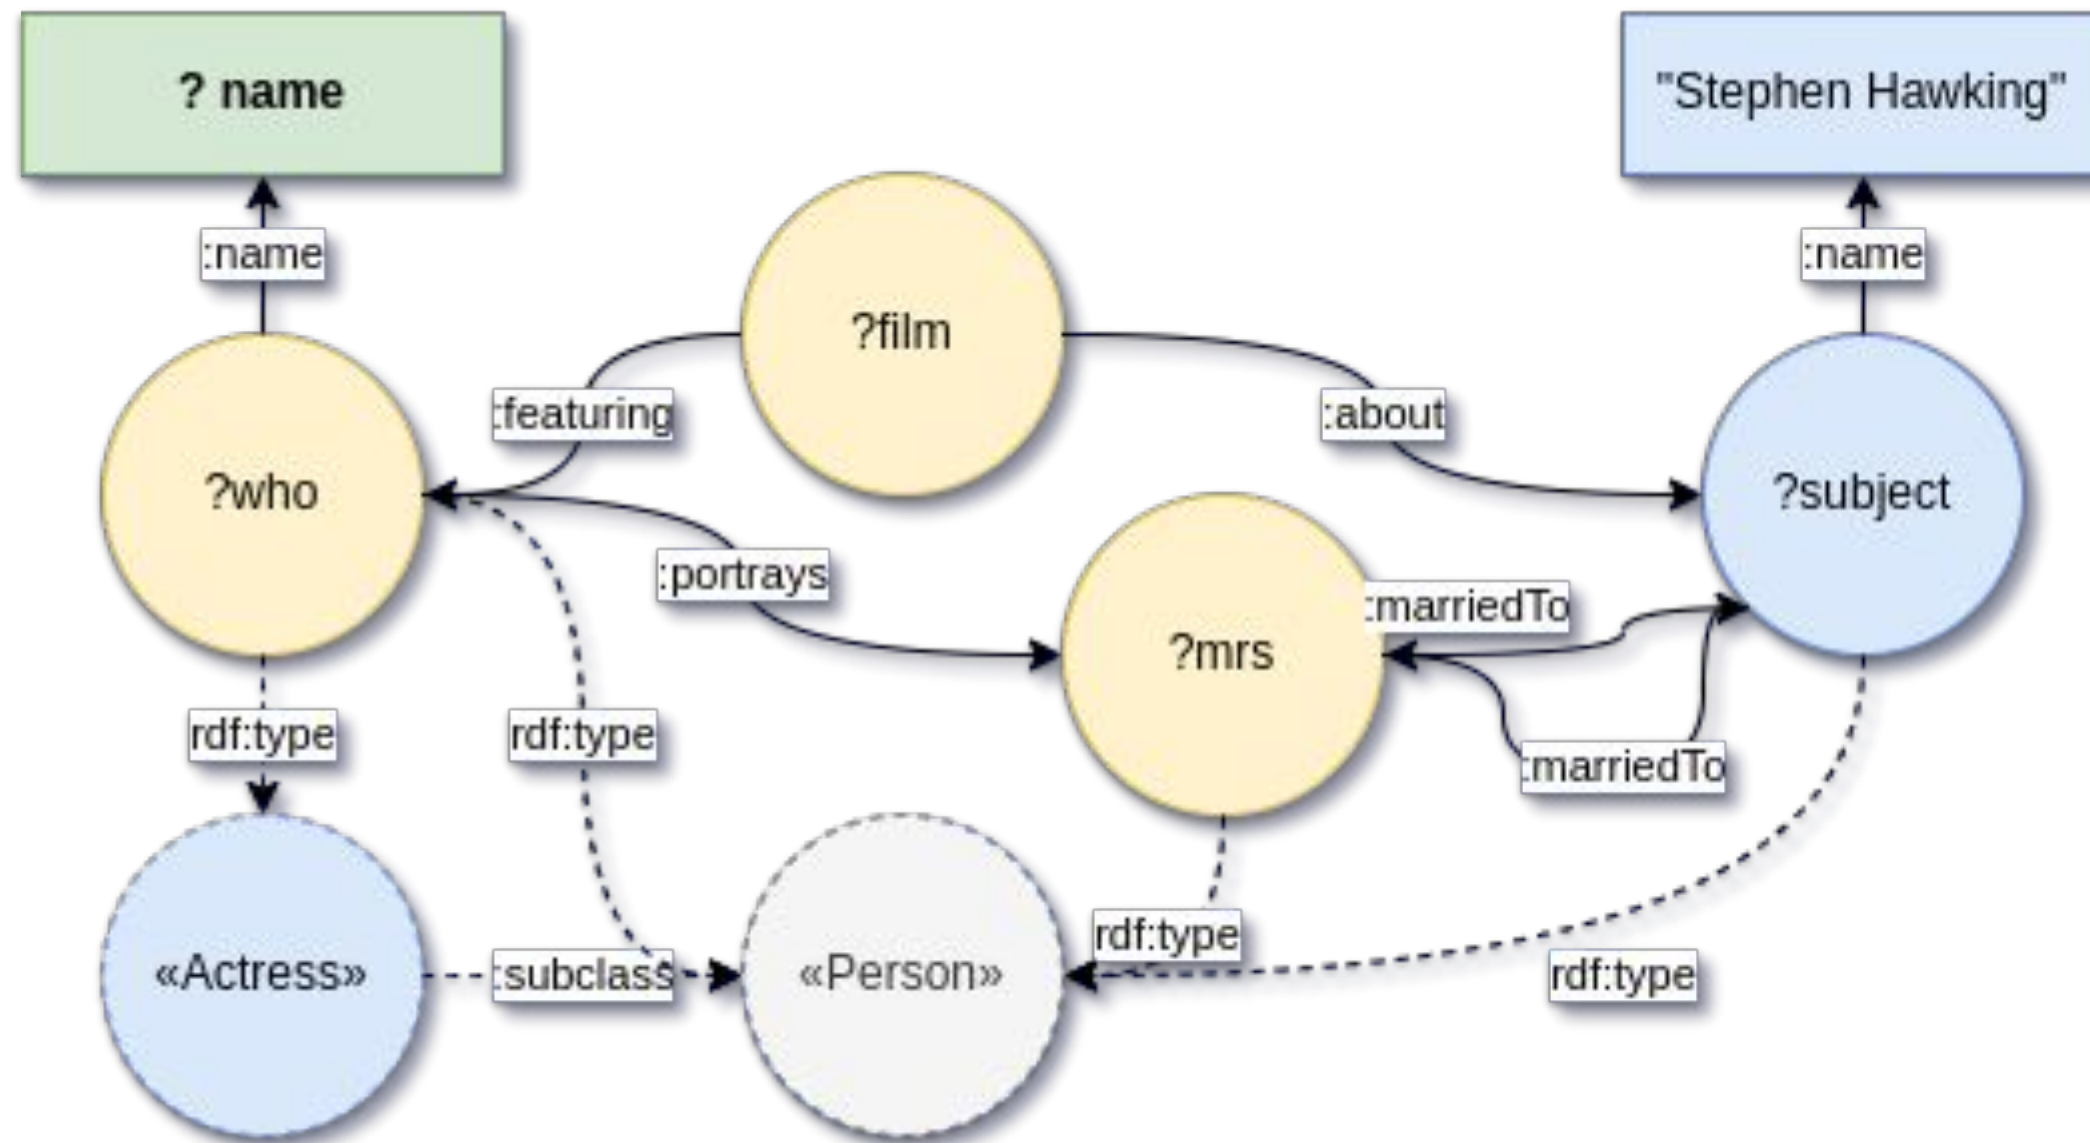 ? name
"Stephen Hawking"
:name
:name
?film
:featuring
:about
?who
?subject
:portrays
:marriedTo
?mrs
rdf:type
rdf:type
:marriedTo
rdf:type
«Actress»
:subclass
«Person»
rdf:type